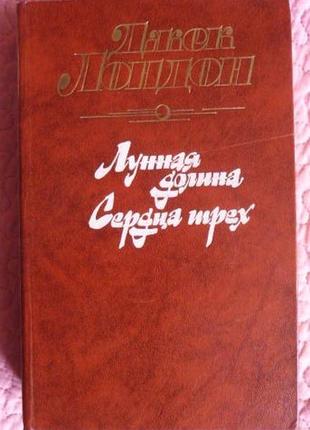 Джек
Лондон
Лунная
долина
Сердца трех